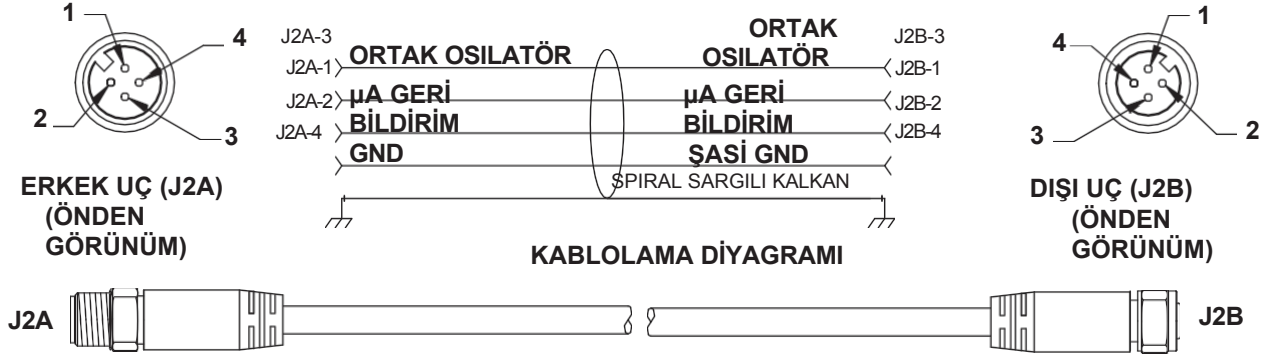 1
4
2
3
ERKEK UÇ (J2A)
(ÖNDEN
GÖRÜNÜM)
J2A-3
J2A-1
J2A-2
J2A-4
ORTAK OSILATÖR
µA GERİ
BİLDİRİM
GND
ORTAK
OSILATÖR
µA GERİ
BİLDİRİM
ŞASİ GND
SPIRAL SARGILI KALKAN
J2B-3
J2B-1
J2B-2
J2B-4
1
4
3
2
DIŞI UÇ (J2B)
(ÖNDEN
GÖRÜNÜM)
KABLOLAMA DİYAGRAMI
J2A
J2B